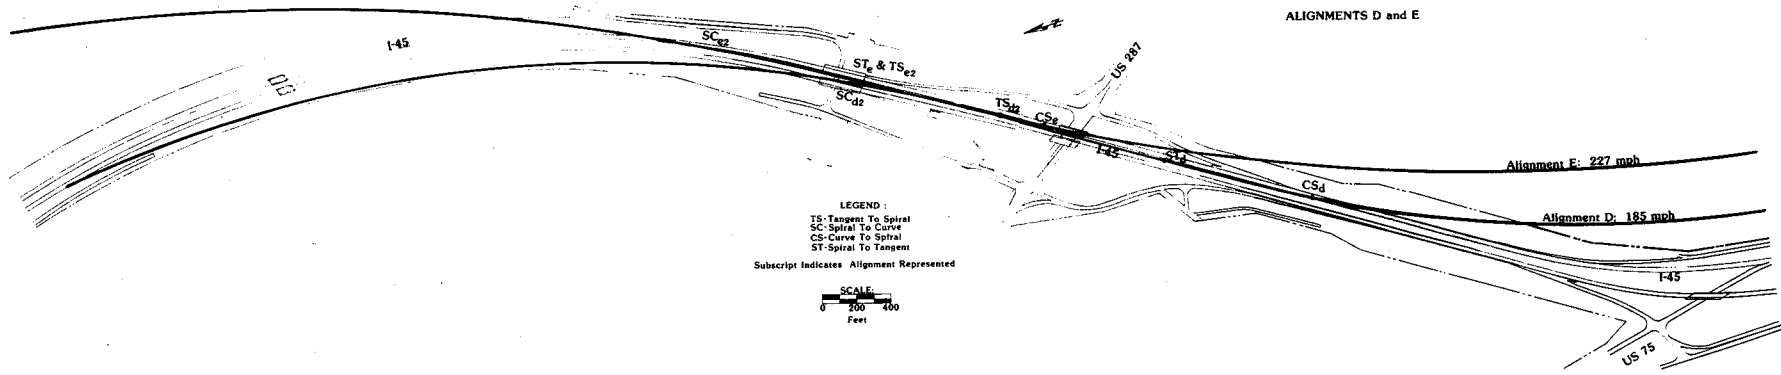 ALIGNMENTS D and E
N
SCe2
I-45
STe & TSe2
US 287
SCd2
TSd2
CSe
I-45
STd
Alignment E: 227 mph
CSd
Alignment D: 185 mph
LEGEND :
TS-Tangent To Spiral
SC-Spiral To Curve
CS-Curve To Spiral
ST-Spiral To Tangent
Subscript Indicates Alignment Represented
I-45
SCALE:
0 200 400
Feet
US 75